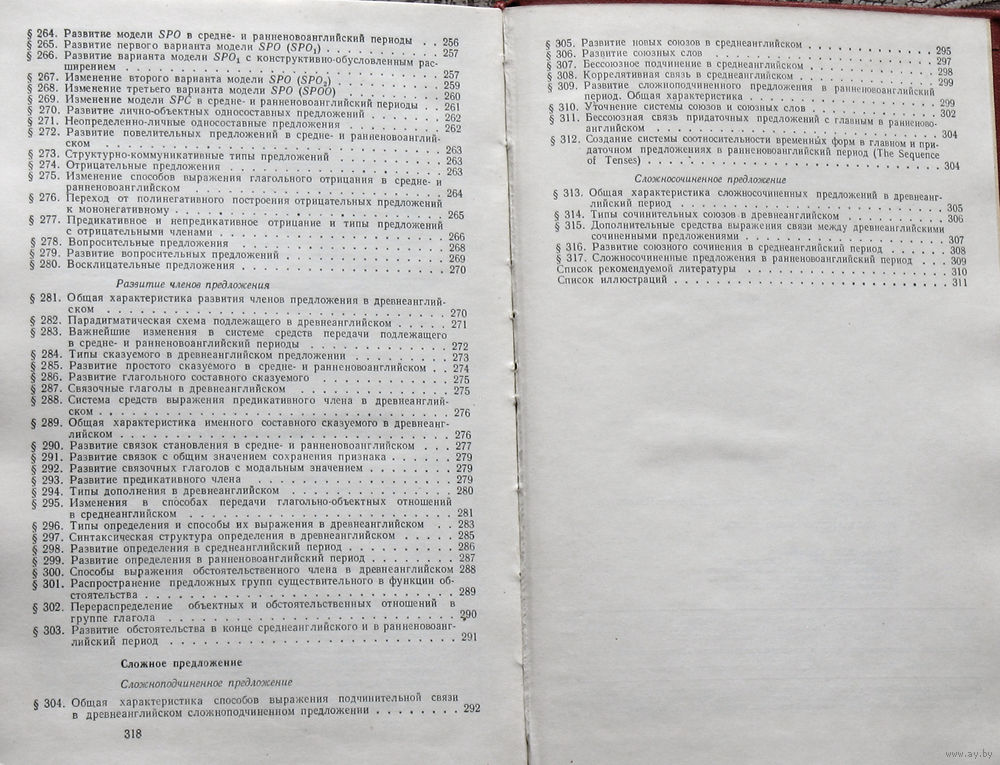 § 264. Развитие модели SPO в средне- и ранненовоанглийский периоды . . 256
§ 265. Развитие первого варианта модели SPO (SPO₁) . . . . . . . . . 257
§ 266. Развитие варианта модели SPO₁ с конструктивно-обусловленным рас-
ширением . . . . . . . . . . . . . . . . . . . . . . . . . . 257
§ 267. Изменение второго варианта модели SPO (SPO₂) . . . . . . . . 259
§ 268. Изменение третьего варианта модели SPO (SPOO) . . . . . . . . 260
§ 269. Изменение модели SPC в средне- и ранненовоанглийский периоды . . 261
§ 270. Развитие лично-объектных односоставных предложений . . . . . . 262
§ 271. Неопределенно-личные односоставные предложения . . . . . . . . 262
§ 272. Развитие повелительных предложений в средне- и ранненовоанглий-
ском . . . . . . . . . . . . . . . . . . . . . . . . . . . . 263
§ 273. Структурно-коммуникативные типы предложений . . . . . . . . . 263
§ 274. Отрицательные предложения . . . . . . . . . . . . . . . . . . 263
§ 275. Изменение способов выражения глагольного отрицания в средне- и
ранненовоанглийском . . . . . . . . . . . . . . . . . . . . . 264
§ 276. Переход от полинегативного построения отрицательных предложений
к мононегативному . . . . . . . . . . . . . . . . . . . . . . 265
§ 277. Предикативное и непредикативное отрицание и типы предложений
с отрицательными членами . . . . . . . . . . . . . . . . . . . 266
§ 278. Вопросительные предложения . . . . . . . . . . . . . . . . . . 268
§ 279. Развитие вопросительных предложений . . . . . . . . . . . . . 269
§ 280. Восклицательные предложения . . . . . . . . . . . . . . . . . 270
Развитие членов предложения
§ 281. Общая характеристика развития членов предложения в древнеанглий-
ском . . . . . . . . . . . . . . . . . . . . . . . . . . . . 270
§ 282. Парадигматическая схема подлежащего в древнеанглийском . . . . . 271
§ 283. Важнейшие изменения в системе средств передачи подлежащего
в средне- и ранненовоанглийский периоды . . . . . . . . . . . . 272
§ 284. Типы сказуемого в древнеанглийском предложении . . . . . . . . 273
§ 285. Развитие простого сказуемого в средне- и ранненовоанглийском . . 274
§ 286. Развитие глагольного составного сказуемого . . . . . . . . . . 275
§ 287. Связочные глаголы в древнеанглийском . . . . . . . . . . . . . 275
§ 288. Система средств выражения предикативного члена в древнеанглий-
ском . . . . . . . . . . . . . . . . . . . . . . . . . . . . 276
§ 289. Общая характеристика именного составного сказуемого в древнеанг-
лийском . . . . . . . . . . . . . . . . . . . . . . . . . . . 276
§ 290. Развитие связок становления в средне- и ранненовоанглийском . . . 277
§ 291. Развитие связок с общим значением сохранения признака . . . . . 279
§ 292. Развитие связочных глаголов с модальным значением . . . . . . . 279
§ 293. Развитие предикативного члена . . . . . . . . . . . . . . . . 279
§ 294. Типы дополнения в древнеанглийском . . . . . . . . . . . . . . 280
§ 295. Изменения в способах передачи глагольно-объектных отношений
в среднеанглийском . . . . . . . . . . . . . . . . . . . . . . 281
§ 296. Типы определения и способы их выражения в древнеанглийском . . 283
§ 297. Синтаксическая структура определения в древнеанглийском . . . . . 285
§ 298. Развитие определения в среднеанглийский период . . . . . . . . . 286
§ 299. Развитие определения в ранненовоанглийский период . . . . . . . 287
§ 300. Способы выражения обстоятельственного члена в древнеанглийском 288
§ 301. Распространение предложных групп существительного в функции об-
стоятельства . . . . . . . . . . . . . . . . . . . . . . . . . 289
§ 302. Перераспределение объектных и обстоятельственных отношений в
группе глагола . . . . . . . . . . . . . . . . . . . . . . . . 290
§ 303. Развитие обстоятельства в конце среднеанглийского и в ранненовоанг-
лийский период . . . . . . . . . . . . . . . . . . . . . . . . 291
Сложное предложение
Сложноподчиненное предложение
§ 304. Общая характеристика способов выражения подчинительной связи
в древнеанглийском сложноподчиненном предложении . . . . . . . . 292
318
§ 305. Развитие новых союзов в среднеанглийском . . . . . . . . . . . 295
§ 306. Развитие союзных слов . . . . . . . . . . . . . . . . . . . . 297
§ 307. Бессоюзное подчинение в среднеанглийском . . . . . . . . . . . 298
§ 308. Коррелятивная связь в среднеанглийском . . . . . . . . . . . . 299
§ 309. Развитие сложноподчиненного предложения в ранненовоанглийский
период. Общая характеристика . . . . . . . . . . . . . . . . . 299
§ 310. Уточнение системы союзов и союзных слов . . . . . . . . . . . . 302
§ 311. Бессоюзная связь придаточных предложений с главным в ранненово-
английском . . . . . . . . . . . . . . . . . . . . . . . . . . 304
§ 312. Создание системы соотносительности временных форм в главном и при-
даточном предложениях в ранненовоанглийский период (The Sequence
of Tenses) . . . . . . . . . . . . . . . . . . . . . . . . . . 304
Сложносочиненное предложение
§ 313. Общая характеристика сложносочиненных предложений в древнеанг-
лийский период . . . . . . . . . . . . . . . . . . . . . . . . 305
§ 314. Типы сочинительных союзов в древнеанглийском . . . . . . . . . 306
§ 315. Дополнительные средства выражения связи между древнеанглийскими
сочиненными предложениями . . . . . . . . . . . . . . . . . . 307
§ 316. Развитие союзного сочинения в среднеанглийский период . . . . . 308
§ 317. Сложносочиненные предложения в ранненовоанглийский период . . . 309
Список рекомендуемой литературы . . . . . . . . . . . . . . . . . 310
Список иллюстраций . . . . . . . . . . . . . . . . . . . . . . . 311
www.ay.by